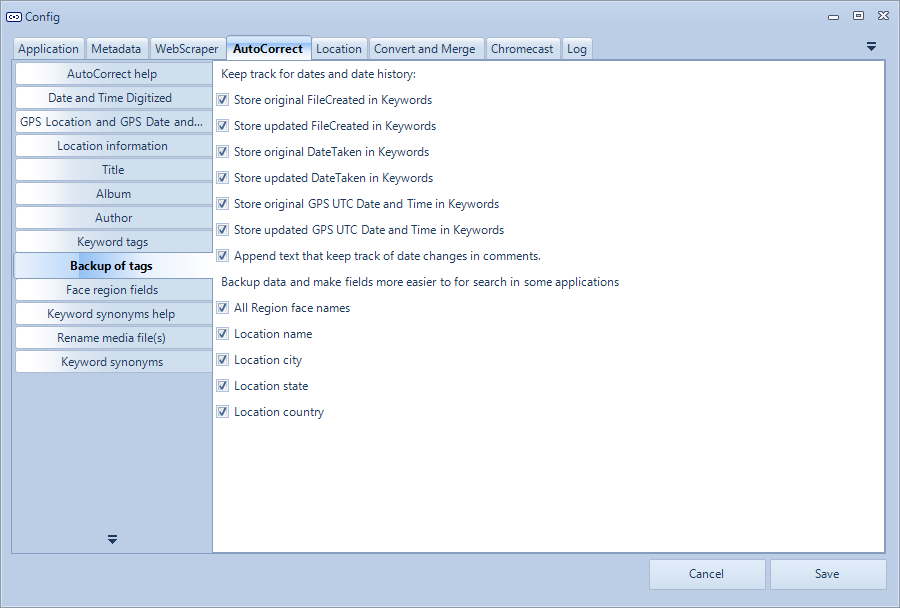 Config
Application Metadata WebScraper AutoCorrect Location Convert and Merge Chromecast Log
AutoCorrect help
Date and Time Digitized
GPS Location and GPS Date and...
Location information
Title
Album
Author
Keyword tags
Backup of tags
Face region fields
Keyword synonyms help
Rename media file(s)
Keyword synonyms
Keep track for dates and date history:
Store original FileCreated in Keywords
Store updated FileCreated in Keywords
Store original DateTaken in Keywords
Store updated DateTaken in Keywords
Store original GPS UTC Date and Time in Keywords
Store updated GPS UTC Date and Time in Keywords
Append text that keep track of date changes in comments.
Backup data and make fields more easier to for search in some applications
All Region face names
Location name
Location city
Location state
Location country
Cancel Save